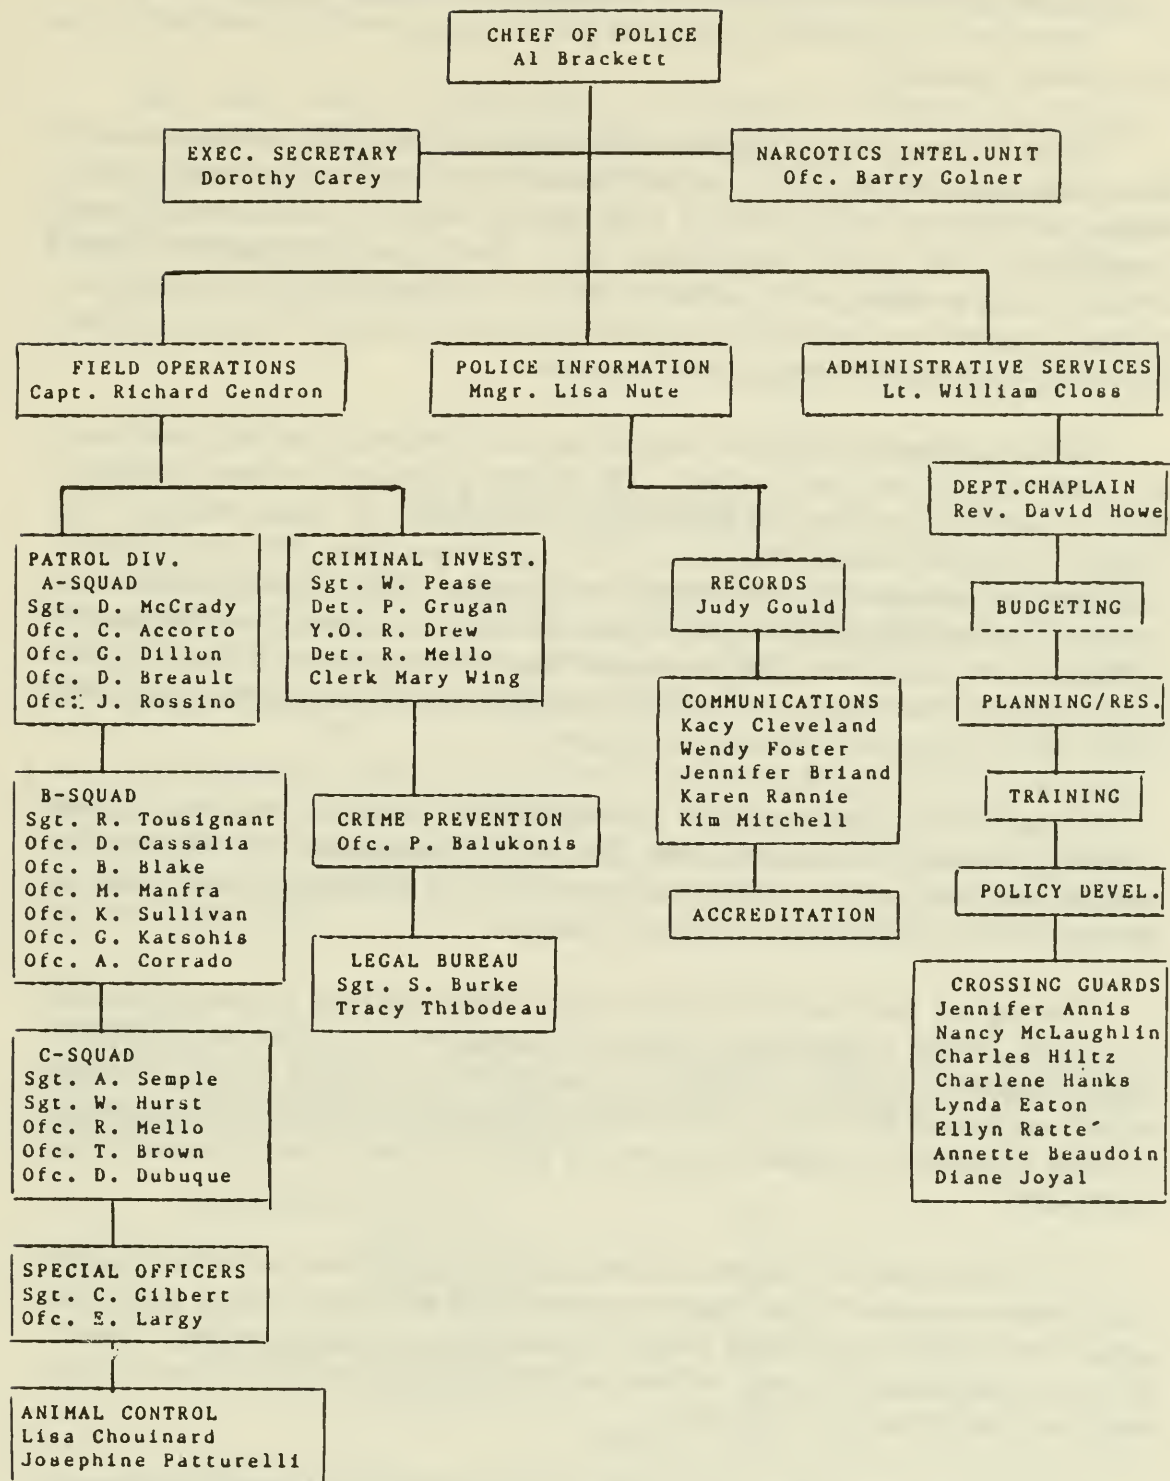 CHIEF OF POLICE
Al Brackett
EXEC. SECRETARY
Dorothy Carey
NARCOTICS INTEL.UNIT
Ofc. Barry Golner
FIELD OPERATIONS
Capt. Richard Gendron
POLICE INFORMATION
Mngr. Lisa Nute
ADMINISTRATIVE SERVICES
Lt. William Closs
PATROL DIV.
A-SQUAD
Sgt. D. McCrady
Ofc. C. Accorto
Ofc. G. Dillon
Ofc. D. Breault
Ofc. J. Rossino
B-SQUAD
Sgt. R. Tousignant
Ofc. D. Cassalia
Ofc. B. Blake
Ofc. M. Manfra
Ofc. K. Sullivan
Ofc. G. Katsohis
Ofc. A. Corrado
C-SQUAD
Sgt. A. Semple
Sgt. W. Hurst
Ofc. R. Mello
Ofc. T. Brown
Ofc. D. Dubuque
SPECIAL OFFICERS
Sgt. C. Gilbert
Ofc. E. Largy
ANIMAL CONTROL
Lisa Chouinard
Josephine Patturelli
CRIMINAL INVEST.
Sgt. W. Pease
Det. P. Grugan
Y.O. R. Drew
Det. R. Mello
Clerk Mary Wing
CRIME PREVENTION
Ofc. P. Balukonis
LEGAL BUREAU
Sgt. S. Burke
Tracy Thibodeau
RECORDS
Judy Gould
COMMUNICATIONS
Kacy Cleveland
Wendy Foster
Jennifer Briand
Karen Rannie
Kim Mitchell
ACCREDITATION
DEPT.CHAPLAIN
Rev. David Howe
BUDGETING
PLANNING/RES.
TRAINING
POLICY DEVEL.
CROSSING GUARDS
Jennifer Annis
Nancy McLaughlin
Charles Hiltz
Charlene Hanks
Lynda Eaton
Ellyn Ratte´
Annette Beaudoin
Diane Joyal